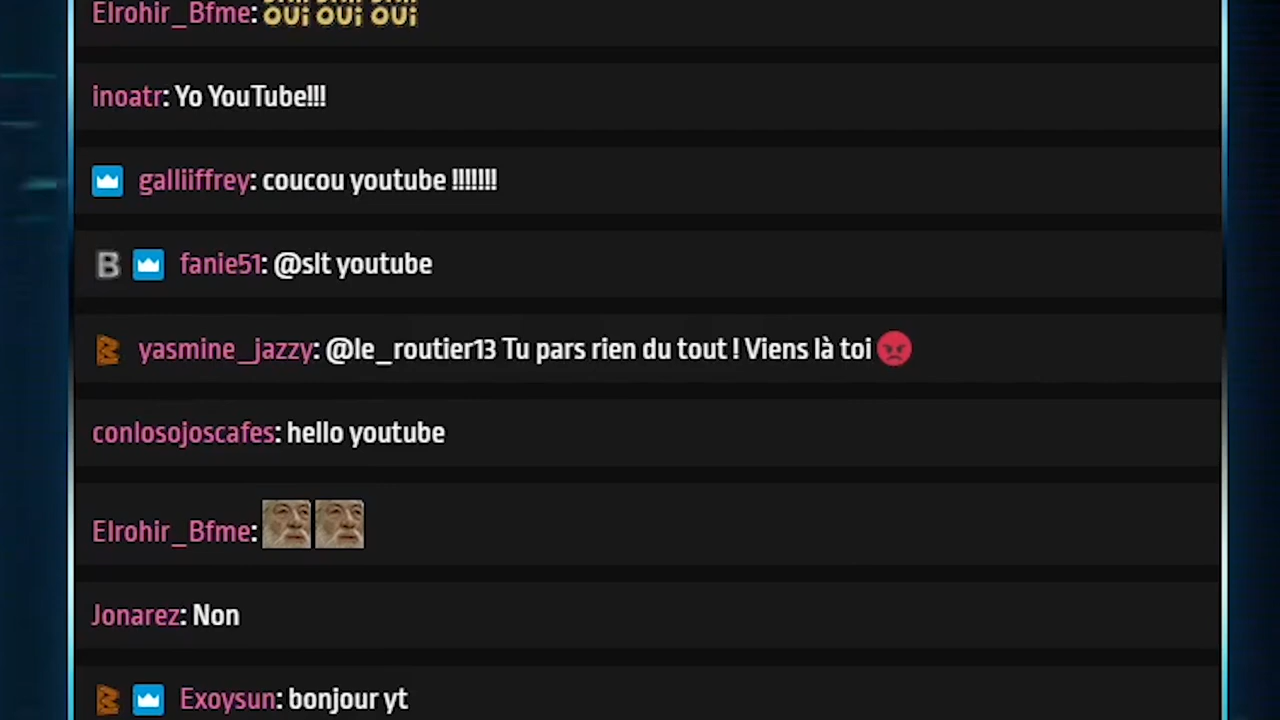 Elrohir_Bfme: OUi OUi OUi
inoatr: Yo YouTube!!!
galliiffrey: coucou youtube !!!!!!!
B fanie51: @slt youtube
yasmine_jazzy: @le_routier13 Tu pars rien du tout ! Viens là toi
conlosojoscafes: hello youtube
Elrohir_Bfme:
Jonarez: Non
Exoysun: bonjour yt